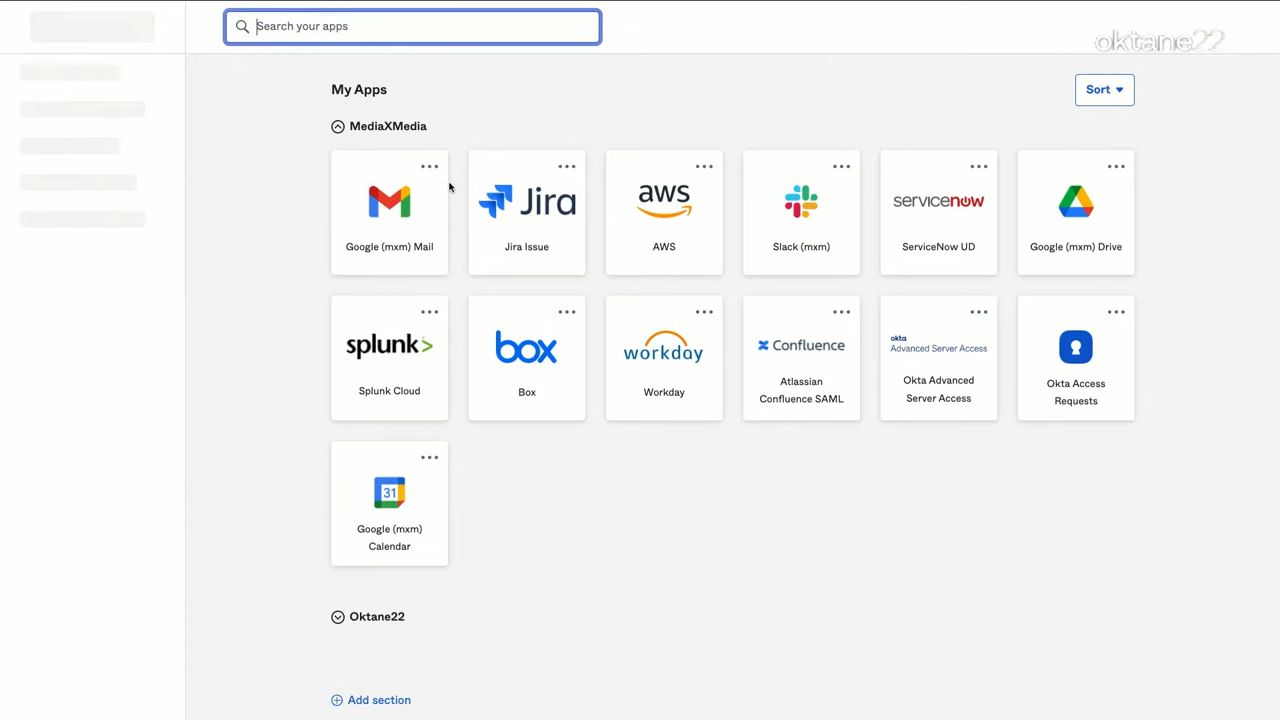 Search your apps
oktane22
My Apps
Sort
MediaXMedia
Google (mxm) Mail
Jira
Jira Issue
aws
AWS
Slack (mxm)
servicenow
ServiceNow UD
Google (mxm) Drive
splunk>
Splunk Cloud
box
Box
workday
Workday
Confluence
Atlassian
Confluence SAML
okta
Advanced Server Access
Okta Advanced
Server Access
Okta Access
Requests
31
Google (mxm)
Calendar
Oktane22
Add section